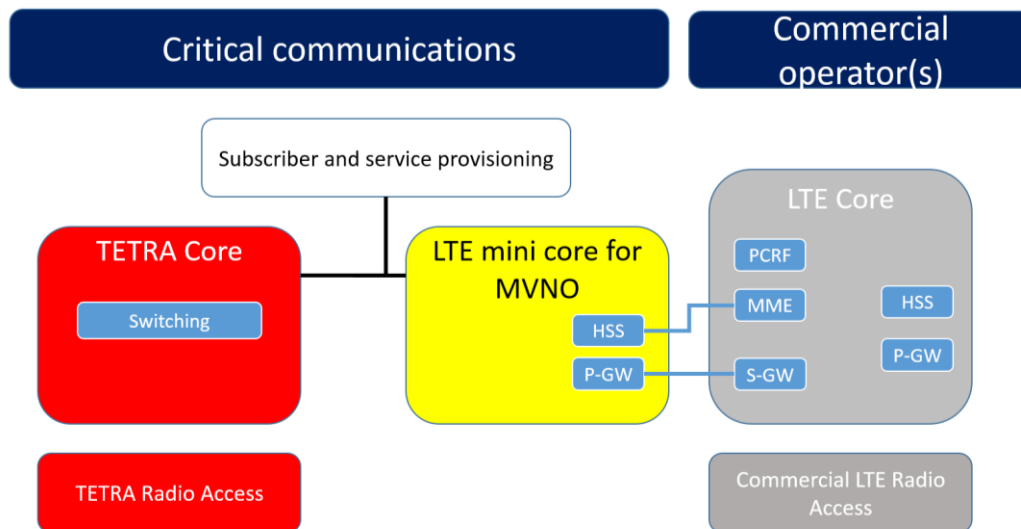 Critical communications
Commercial
operator(s)
Subscriber and service provisioning
TETRA Core
Switching
LTE mini core for
MVNO
HSS
P-GW
LTE Core
PCRF
MME
HSS
P-GW
S-GW
TETRA Radio Access
Commercial LTE Radio
Access